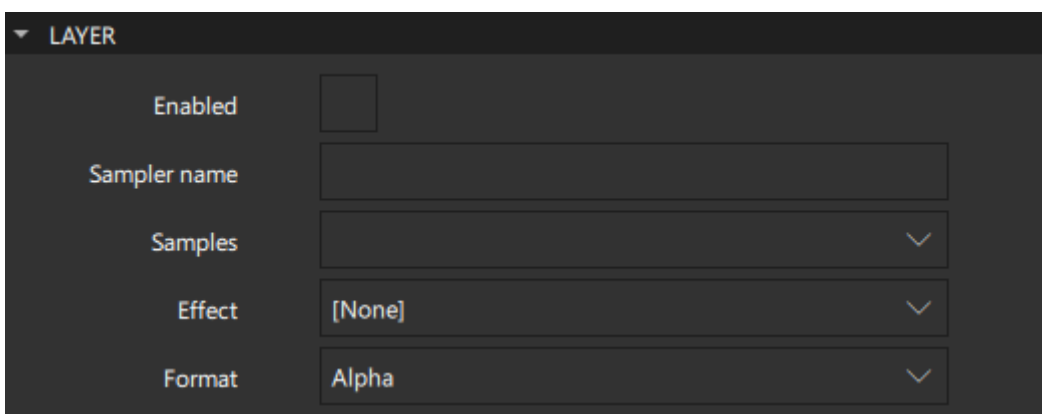 LAYER
Enabled
Sampler name
Samples
Effect [None]
Format Alpha